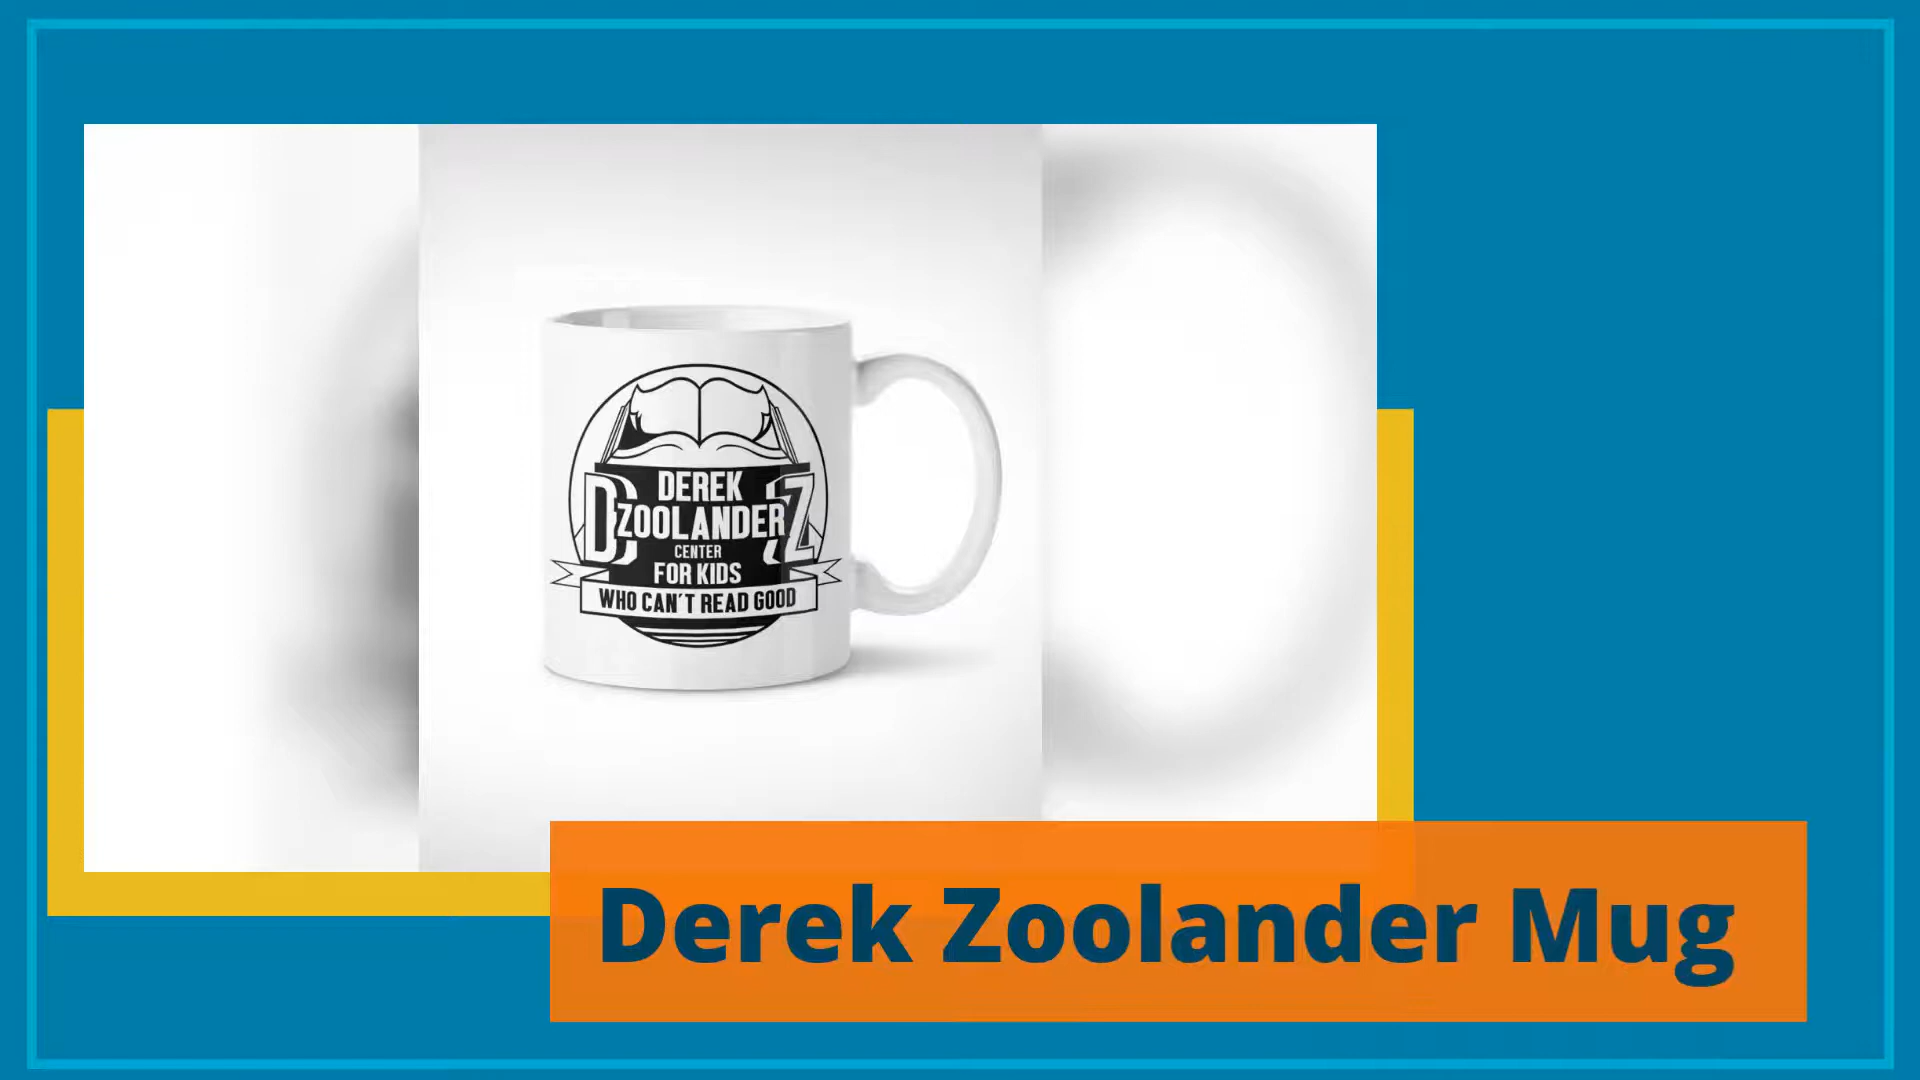 DEREK
D ZOOLANDER Z
CENTER
FOR KIDS
WHO CAN'T READ GOOD
Derek Zoolander Mug